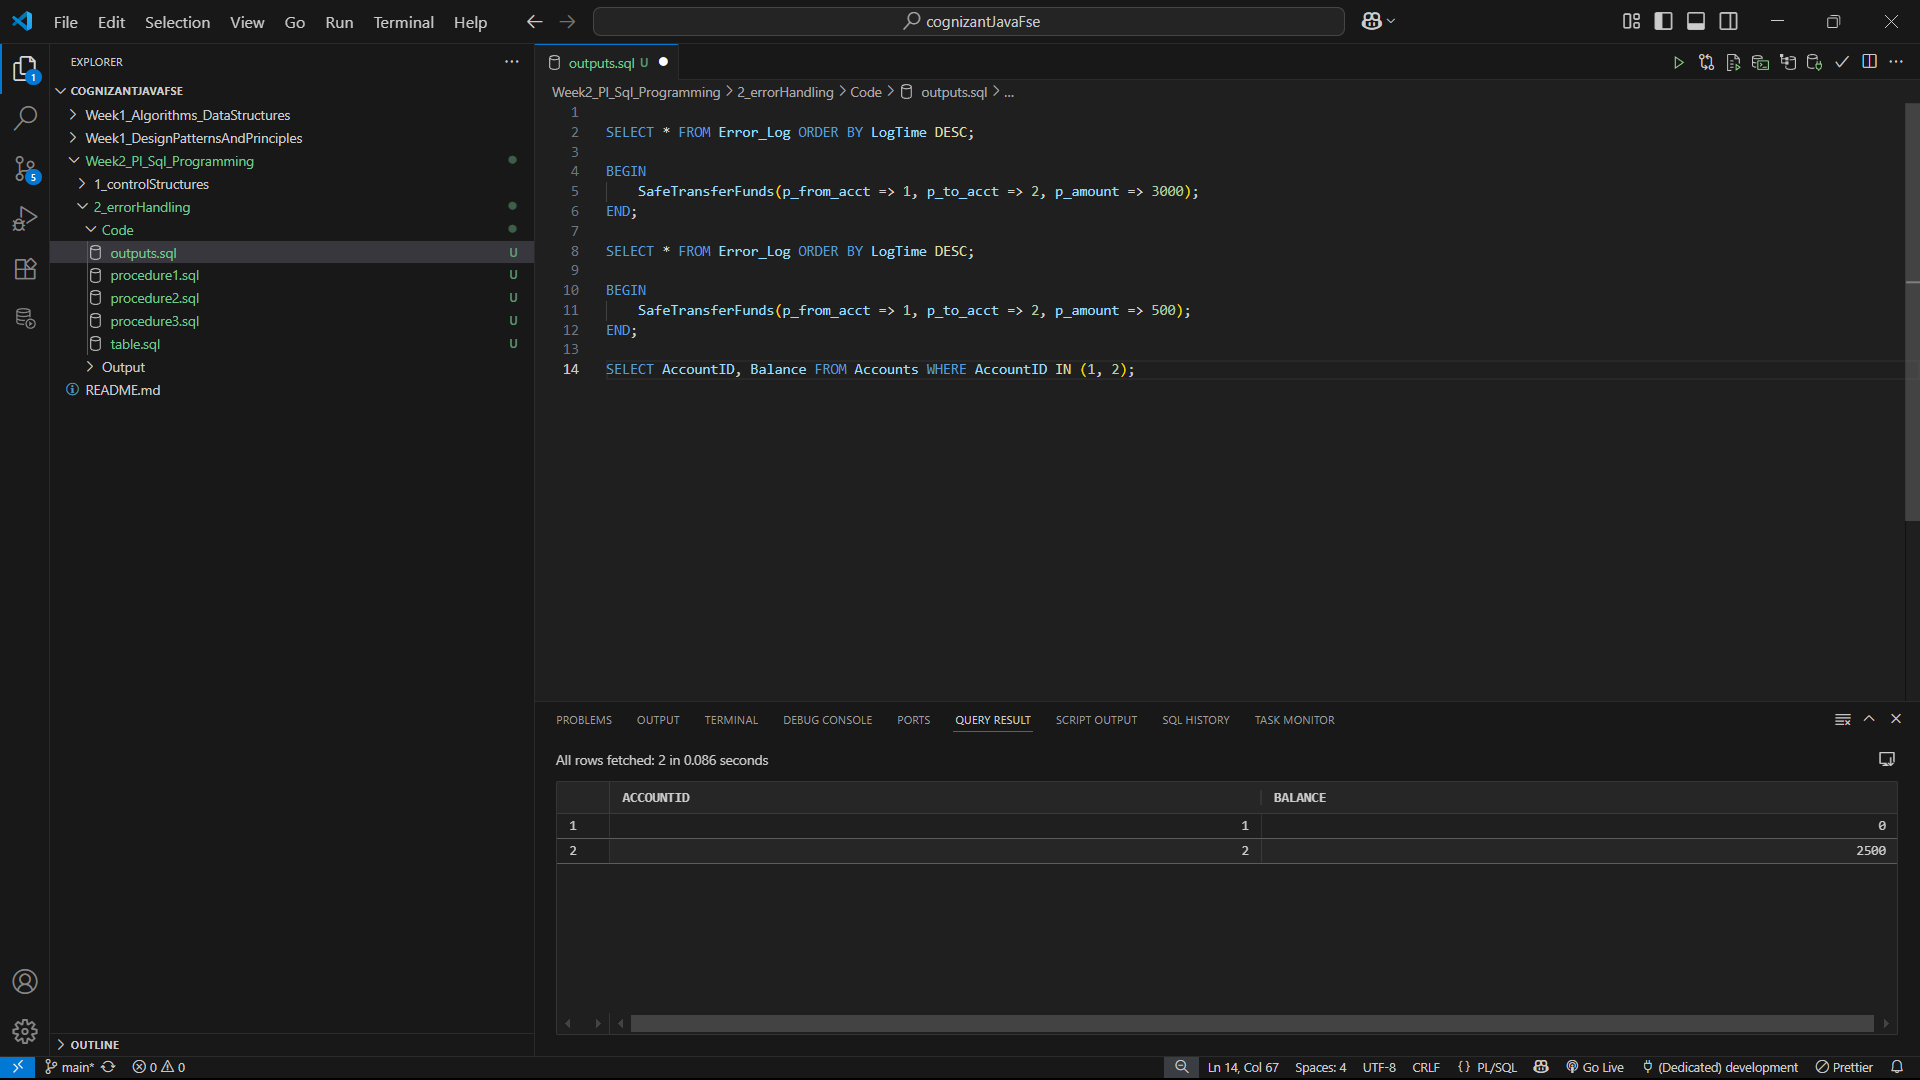 File Edit Selection View Go Run Terminal Help
cognizantJavaFse
EXPLORER
COGNIZANTJAVAFSE
Week1_Algorithms_DataStructures
Week1_DesignPatternsAndPrinciples
Week2_Pl_Sql_Programming
1_controlStructures
2_errorHandling
Code
outputs.sql U
procedure1.sql U
procedure2.sql U
procedure3.sql U
table.sql U
Output
README.md
OUTLINE
1
5
outputs.sql U
Week2_Pl_Sql_Programming > 2_errorHandling > Code > outputs.sql > ...
1
2 SELECT * FROM Error_Log ORDER BY LogTime DESC;
3
4 BEGIN
5 SafeTransferFunds(p_from_acct => 1, p_to_acct => 2, p_amount => 3000);
6 END;
7
8 SELECT * FROM Error_Log ORDER BY LogTime DESC;
9
10 BEGIN
11 SafeTransferFunds(p_from_acct => 1, p_to_acct => 2, p_amount => 500);
12 END;
13
14 SELECT AccountID, Balance FROM Accounts WHERE AccountID IN (1, 2);
PROBLEMS OUTPUT TERMINAL DEBUG CONSOLE PORTS QUERY RESULT SCRIPT OUTPUT SQL HISTORY TASK MONITOR
All rows fetched: 2 in 0.086 seconds
ACCOUNTID BALANCE
1 1 0
2 2 2500
main* 0 0 Ln 14, Col 67 Spaces: 4 UTF-8 CRLF {} PL/SQL Go Live (Dedicated) development Prettier